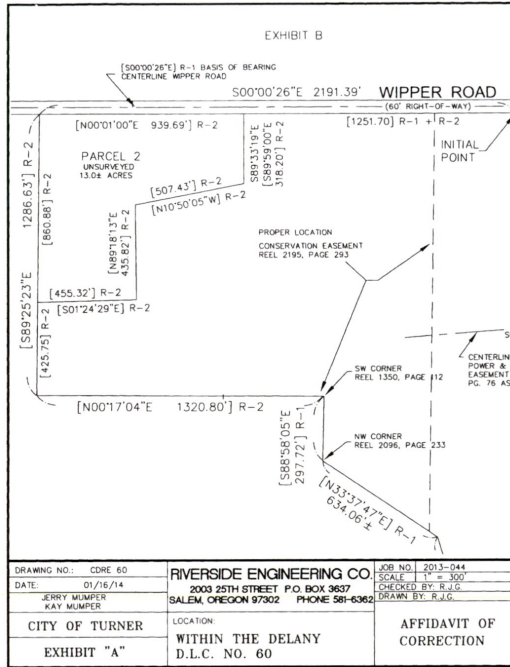 EXHIBIT B
[S00°00'26"E] R-1 BASIS OF BEARING
CENTERLINE WIPPER ROAD
S00°00'26"E 2191.39' WIPPER ROAD
(60' RIGHT-OF-WAY)
[N00°01'00"E 939.69'] R-2
[1251.70] R-1 + R-2
INITIAL
POINT
PARCEL 2
UNSURVEYED
13.0± ACRES
[S89°25'23"E 1286.63'] R-2
[860.88'] R-2
[425.75] R-2
S89°33'19"E
[S89°59'00"E
318.20'] R-2
[507.43'] R-2
[N10°50'05"W] R-2
[N89°18'13"E
435.82'] R-2
[455.32'] R-2
[S01°24'29"E] R-2
PROPER LOCATION
CONSERVATION EASEMENT
REEL 2195, PAGE 293
CENTERLIN
POWER &
EASEMENT
PG. 76 AS
SW CORNER
REEL 1350, PAGE 112
[N00°17'04"E 1320.80'] R-2
[S88°58'05"E
297.72'] R-1
NW CORNER
REEL 2096, PAGE 233
[N33°37'47"E] R-1
634.06'±
DRAWING NO.: CDRE 60
DATE: 01/16/14
JERRY MUMPER
KAY MUMPER
CITY OF TURNER
EXHIBIT "A"
RIVERSIDE ENGINEERING CO.
2003 25TH STREET P.O. BOX 3637
SALEM, OREGON 97302 PHONE 581-6362
LOCATION:
WITHIN THE DELANY
D.L.C. NO. 60
JOB NO. 2013-044
SCALE 1" = 300'
CHECKED BY: R.J.G.
DRAWN BY: R.J.G.
AFFIDAVIT OF
CORRECTION